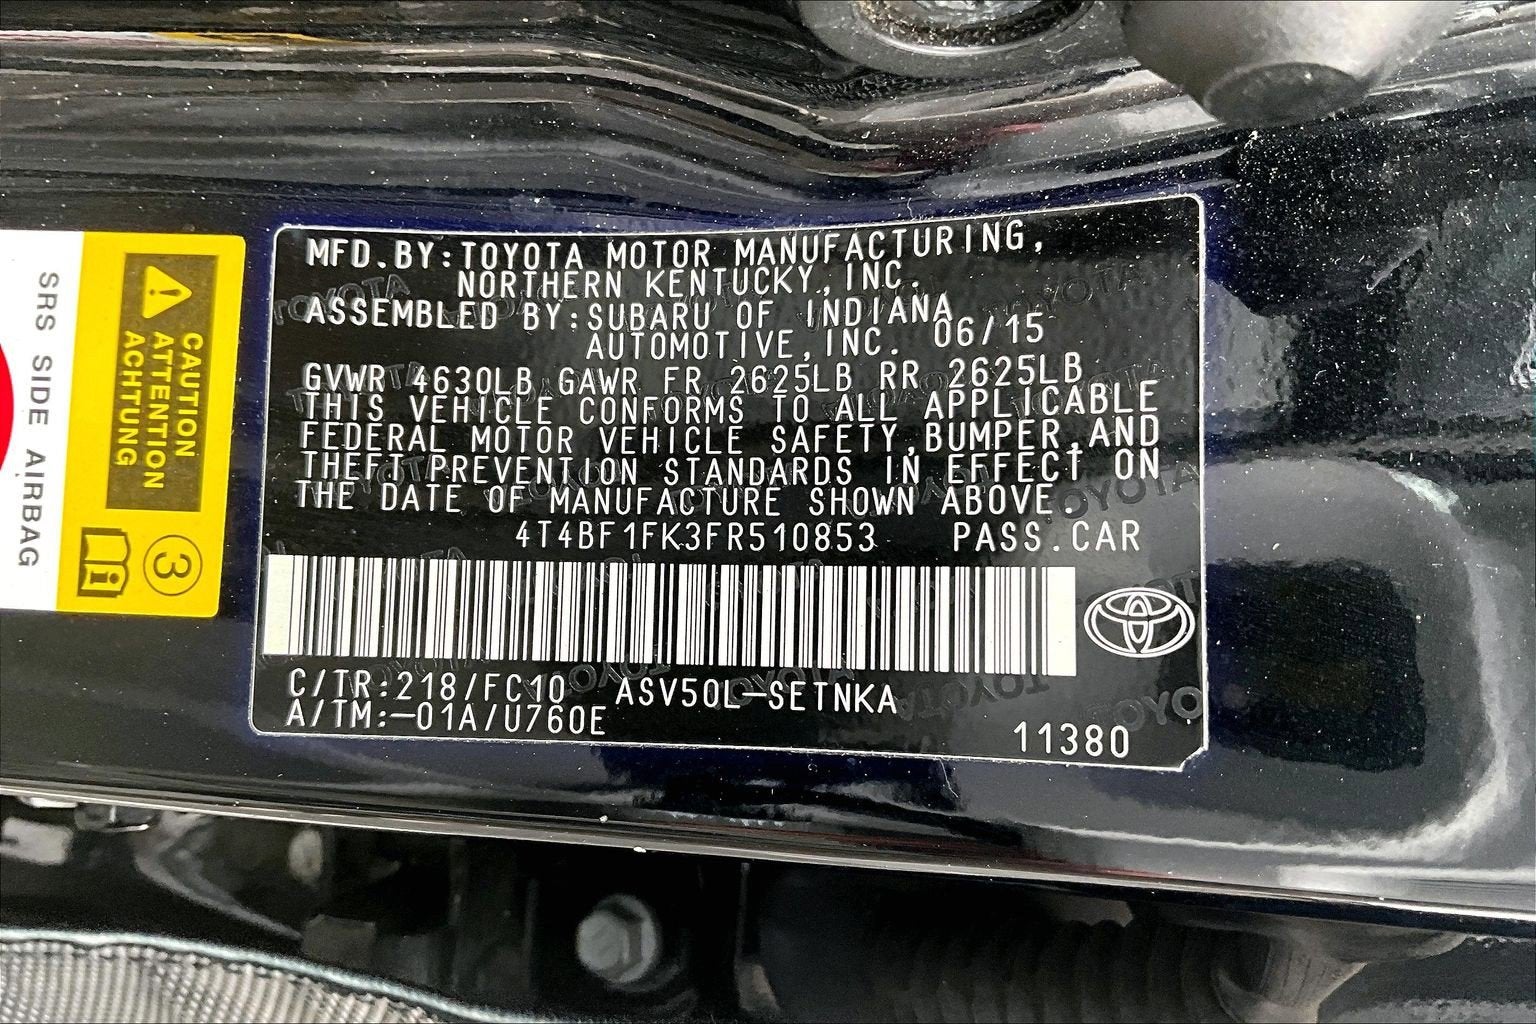 MFD.BY:TOYOTA MOTOR MANUFACTURING,
NORTHERN KENTUCKY, INC.
ASSEMBLED BY:SUBARU OF INDIANA
AUTOMOTIVE, INC. 06/15
GVWR 4630LB GAWR FR 2625LB RR 2625LB
THIS VEHICLE CONFORMS TO ALL APPLICABLE
FEDERAL MOTOR VEHICLE SAFETY,BUMPER,AND
THEFT PREVENTION STANDARDS IN EFFECT ON
THE DATE OF MANUFACTURE SHOWN ABOVE.
4T4BF1FK3FR510853 PASS.CAR
C/TR:218/FC10 ASV50L-SETNKA
A/TM:-01A/U760E
11380
CAUTION
ATTENTION
ACHTUNG
3
SRS SIDE AIRBAG